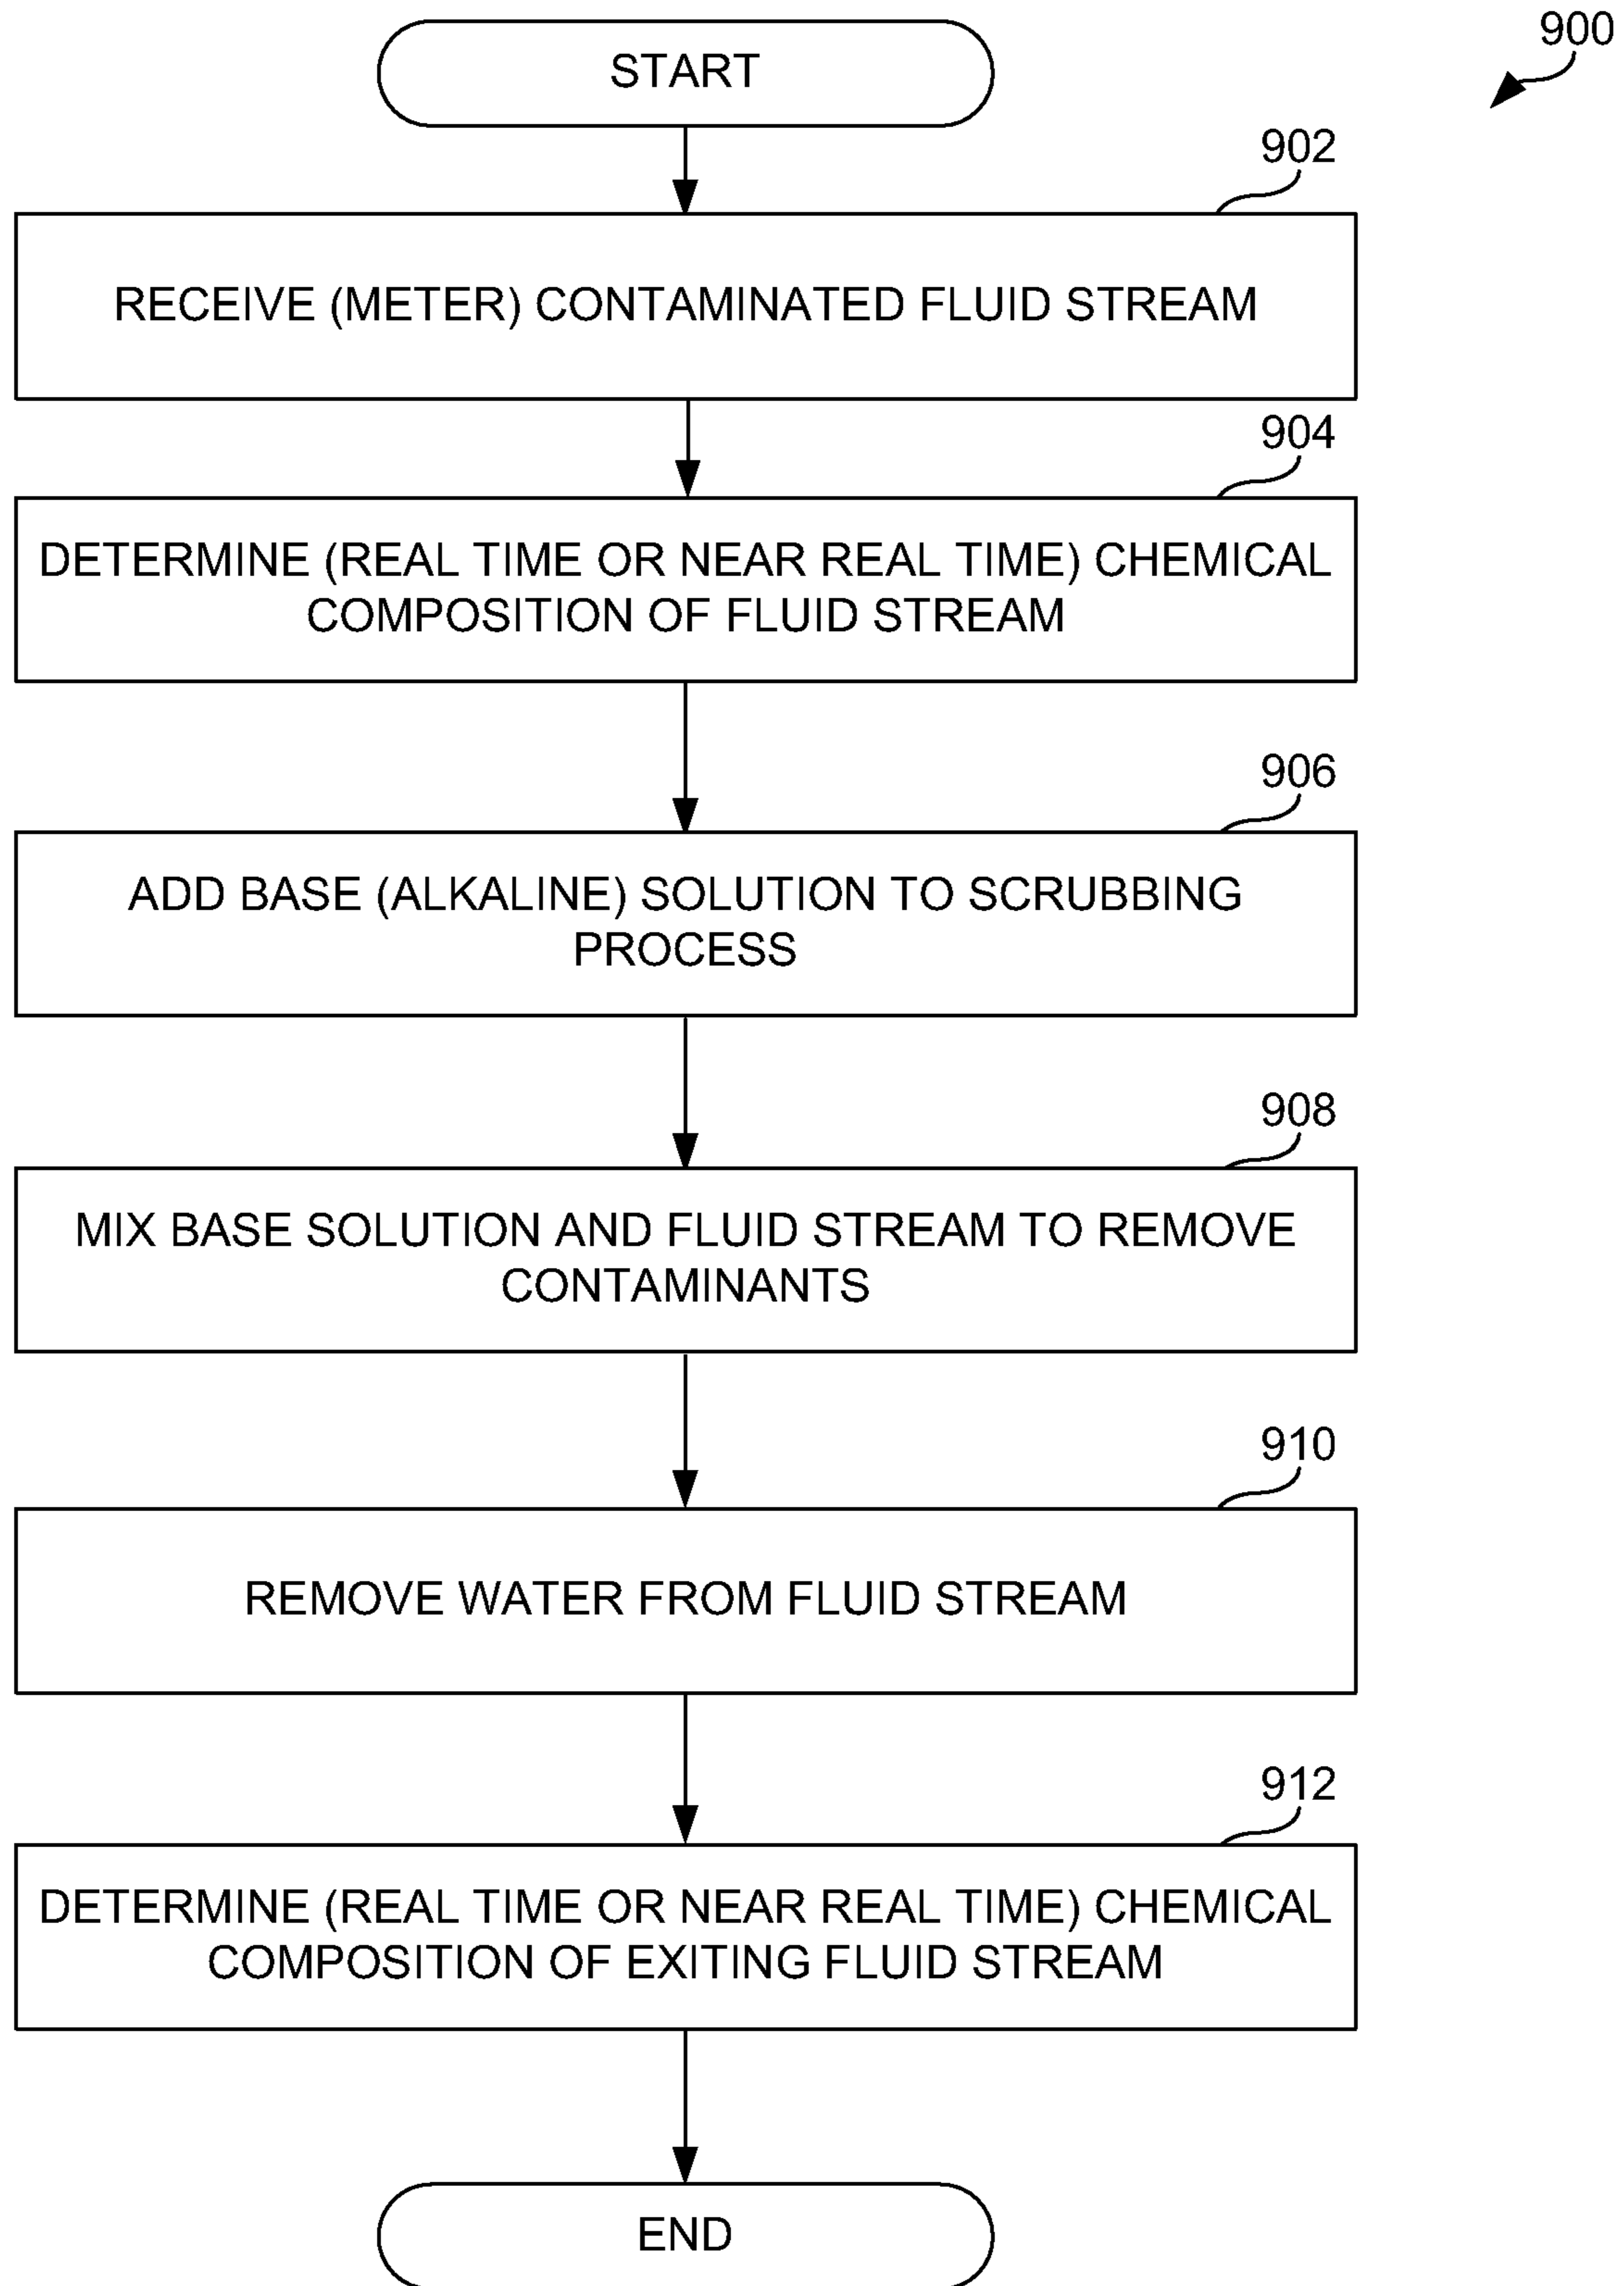 900
START
902
RECEIVE (METER) CONTAMINATED FLUID STREAM
904
DETERMINE (REAL TIME OR NEAR REAL TIME) CHEMICAL
COMPOSITION OF FLUID STREAM
906
ADD BASE (ALKALINE) SOLUTION TO SCRUBBING
PROCESS
908
MIX BASE SOLUTION AND FLUID STREAM TO REMOVE
CONTAMINANTS
910
REMOVE WATER FROM FLUID STREAM
912
DETERMINE (REAL TIME OR NEAR REAL TIME) CHEMICAL
COMPOSITION OF EXITING FLUID STREAM
END